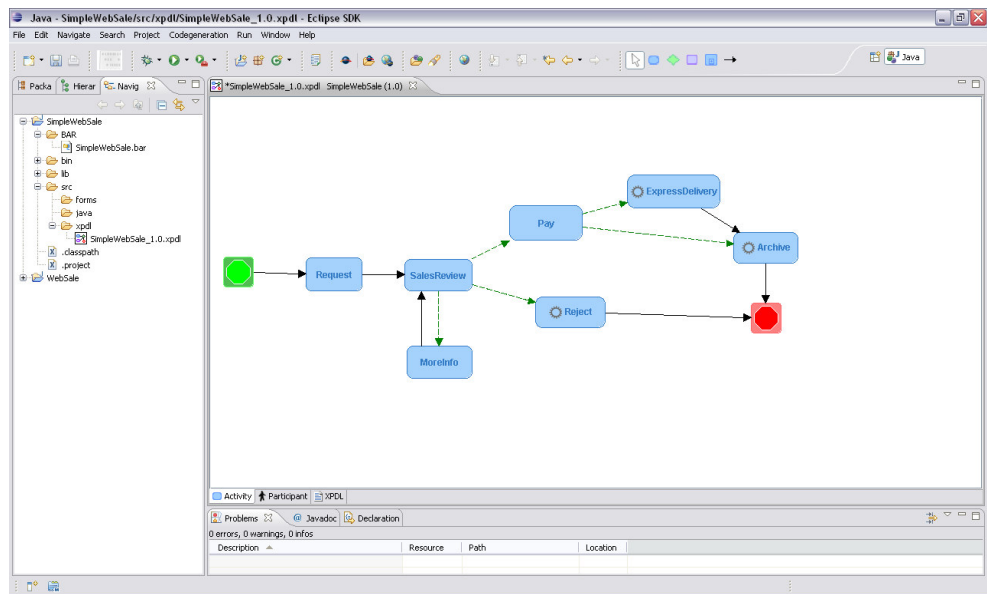 Java - SimpleWebSale/src/xpdl/SimpleWebSale_1.0.xpdl - Eclipse SDK
File Edit Navigate Search Project Codegeneration Run Window Help
Java
Packa Hierar Navig
*SimpleWebSale_1.0.xpdl SimpleWebSale (1.0)
SimpleWebSale
BAR
SimpleWebSale.bar
bin
lib
src
forms
java
xpdl
SimpleWebSale_1.0.xpdl
.classpath
.project
WebSale
ExpressDelivery
Pay
Archive
Request
SalesReview
Reject
MoreInfo
Activity Participant XPDL
Problems @ Javadoc Declaration
0 errors, 0 warnings, 0 infos
Description Resource Path Location